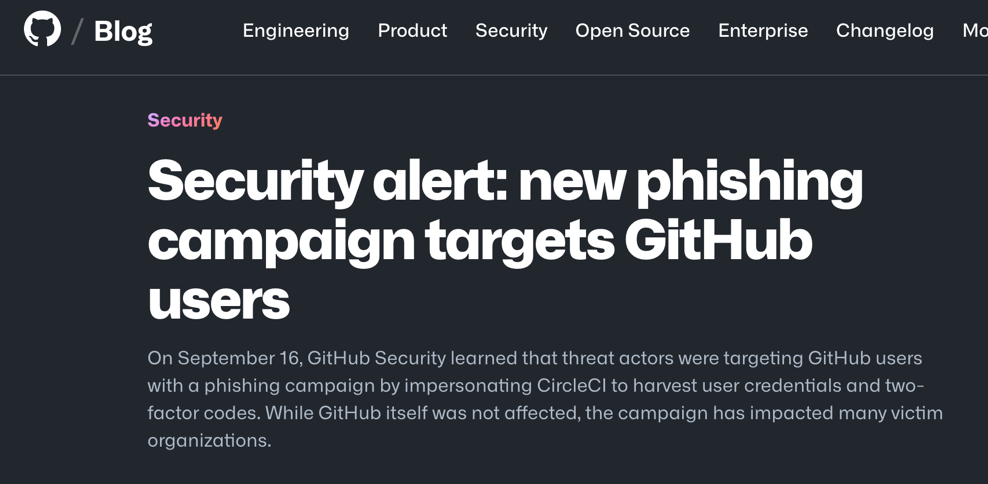 / Blog Engineering Product Security Open Source Enterprise Changelog Mo
Security
Security alert: new phishing
campaign targets GitHub
users
On September 16, GitHub Security learned that threat actors were targeting GitHub users
with a phishing campaign by impersonating CircleCI to harvest user credentials and two-
factor codes. While GitHub itself was not affected, the campaign has impacted many victim
organizations.